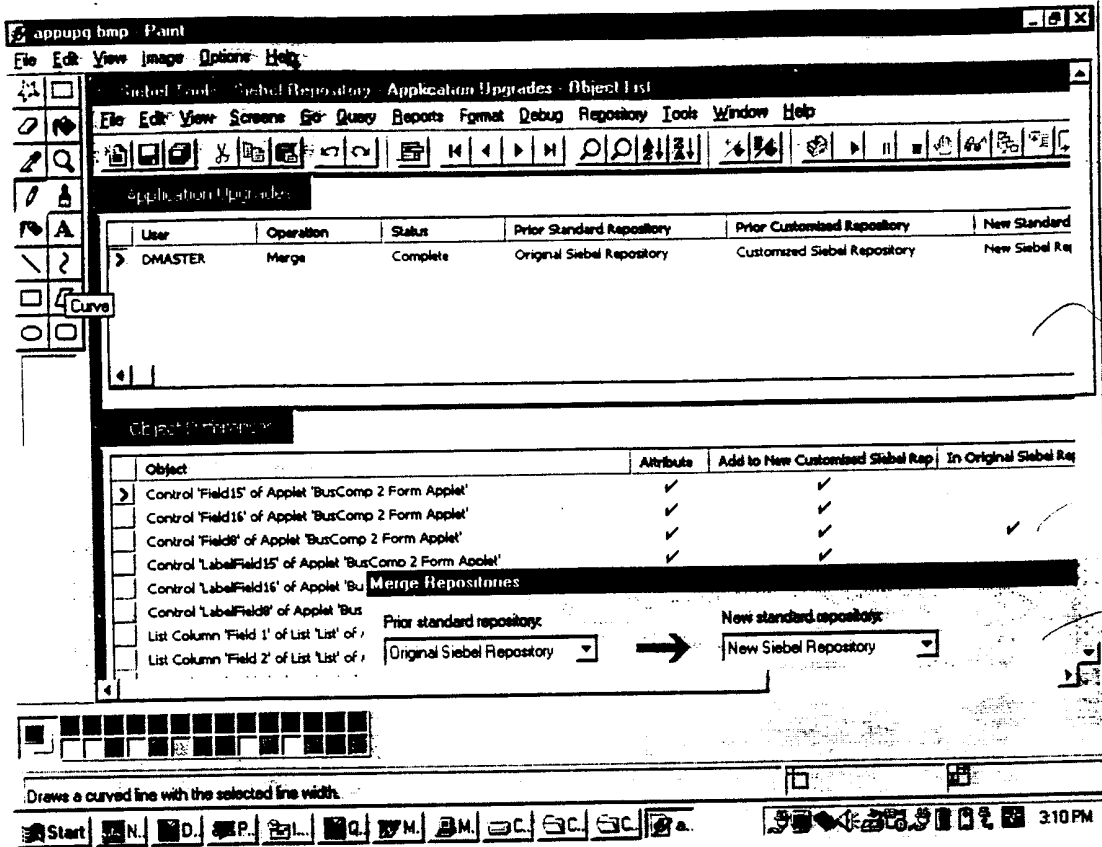 appupg.bmp - Paint
File Edit View Image Options Help
Siebel Tools - Siebel Repository - Application Upgrades - Object List
File Edit View Screens Go Query Reports Format Debug Repository Tools Window Help
Application Upgrades
User Operation Status Prior Standard Repository Prior Customized Repository New Standard
DMASTER Merge Complete Original Siebel Repository Customized Siebel Repository New Siebel Rep
Curve
Object Differences
Object Attribute Add to New Customized Siebel Rep In Original Siebel Rep
Control 'Field15' of Applet 'BusComp 2 Form Applet'
Control 'Field16' of Applet 'BusComp 2 Form Applet'
Control 'Field8' of Applet 'BusComp 2 Form Applet'
Control 'LabelField15' of Applet 'BusComp 2 Form Applet'
Control 'LabelField16' of Applet 'Bu
Control 'LabelField8' of Applet 'Bus
List Column 'Field 1' of List 'List' of
List Column 'Field 2' of List 'List' of
Merge Repositories
Prior standard repository: New standard repository:
Original Siebel Repository New Siebel Repository
Draws a curved line with the selected line width.
Start N.. D.. P.. I... Q. M.. M.. C.. C.. C.. a.. 3:10 PM